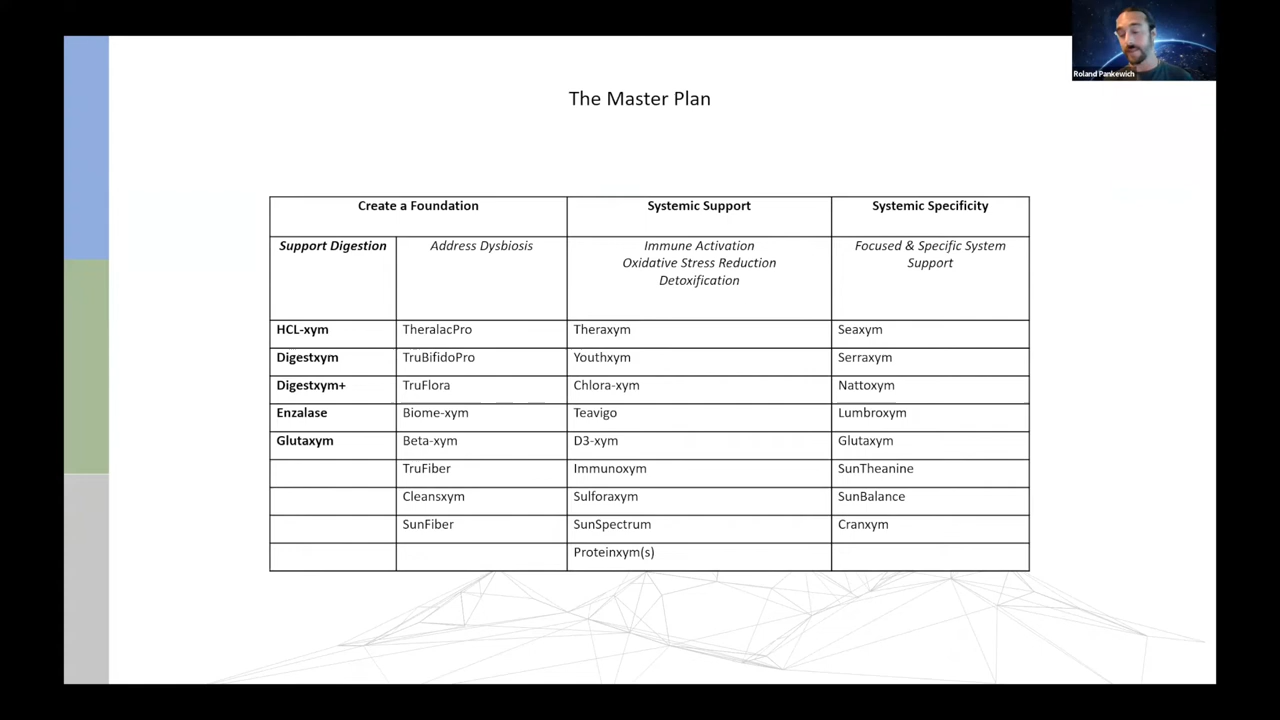 Roland Pankewich
The Master Plan
Create a Foundation
Systemic Support
Systemic Specificity
Support Digestion
Address Dysbiosis
Immune Activation
Oxidative Stress Reduction
Detoxification
Focused & Specific System
Support
HCL-xym
TheralacPro
Theraxym
Seaxym
Digestxym
TruBifidoPro
Youthxym
Serraxym
Digestxym+
TruFlora
Chlora-xym
Nattoxym
Enzalase
Biome-xym
Teavigo
Lumbroxym
Glutaxym
Beta-xym
D3-xym
Glutaxym
TruFiber
Immunoxym
SunTheanine
Cleansxym
Sulforaxym
SunBalance
SunFiber
SunSpectrum
Cranxym
Proteinxym(s)